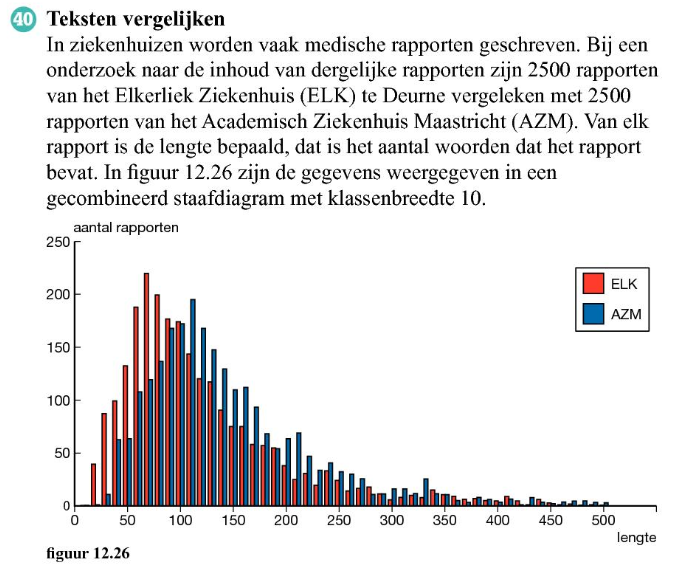 40 Teksten vergelijken
In ziekenhuizen worden vaak medische rapporten geschreven. Bij een
onderzoek naar de inhoud van dergelijke rapporten zijn 2500 rapporten
van het Elkerliek Ziekenhuis (ELK) te Deurne vergeleken met 2500
rapporten van het Academisch Ziekenhuis Maastricht (AZM). Van elk
rapport is de lengte bepaald, dat is het aantal woorden dat het rapport
bevat. In figuur 12.26 zijn de gegevens weergegeven in een
gecombineerd staafdiagram met klassenbreedte 10.
aantal rapporten
250
200
150
100
50
0
ELK
AZM
0 50 100 150 200 250 300 350 400 450 500
lengte
figuur 12.26